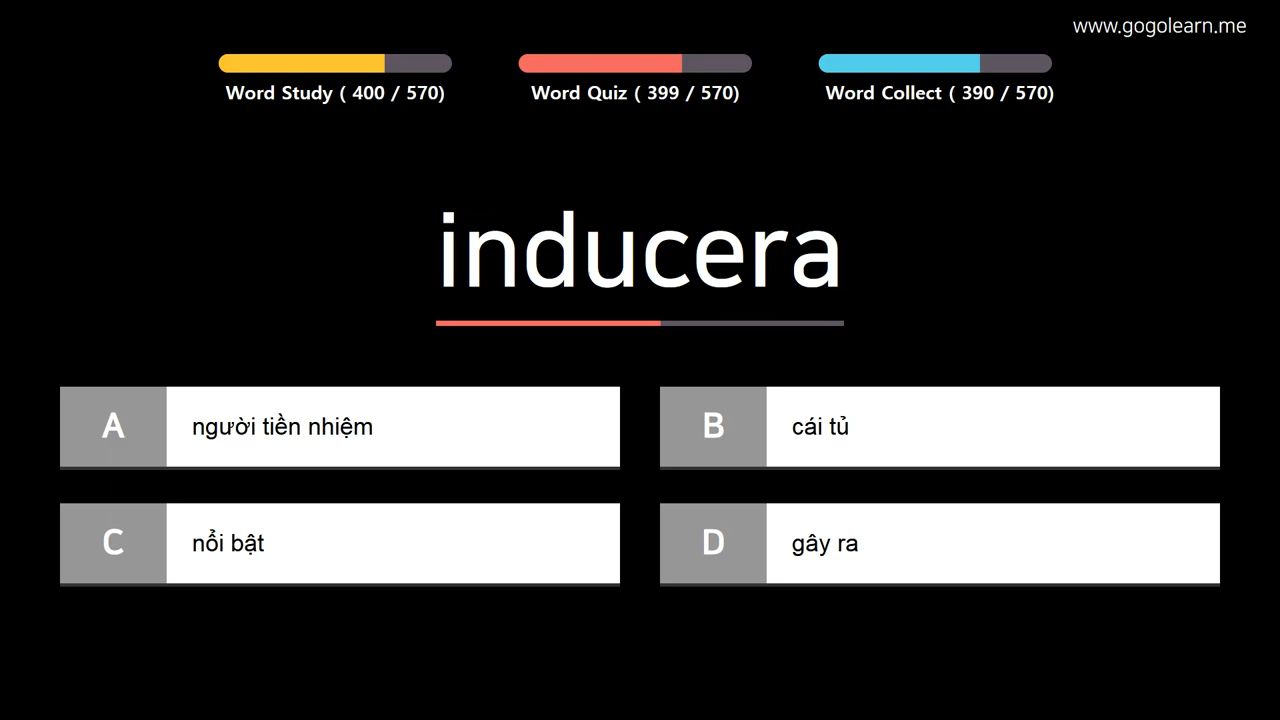 www.gogolearn.me
Word Study ( 400 / 570)
Word Quiz ( 399 / 570)
Word Collect ( 390 / 570)
inducera
A
người tiền nhiệm
B
cái tủ
C
nổi bật
D
gây ra